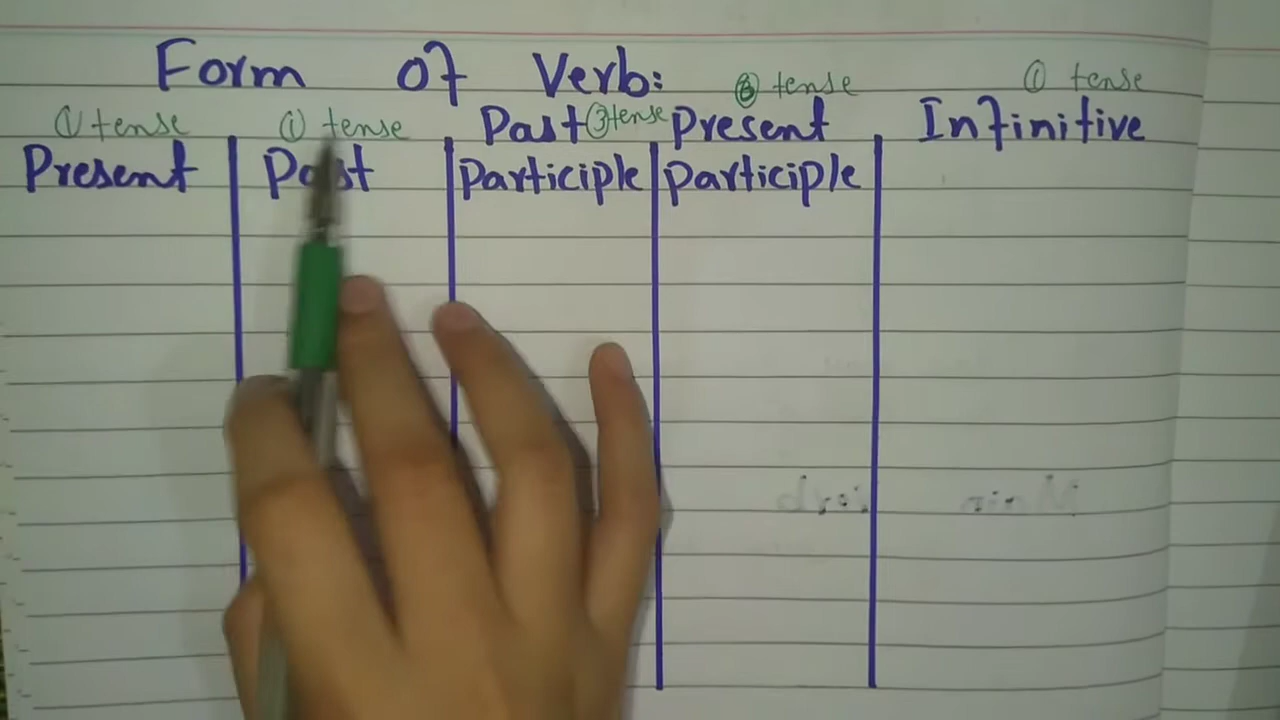 Form Of Verb:
① tense ① tense Past ③ tense ⑥ tense ① tense
Present Past Participle Present Participle Infinitive